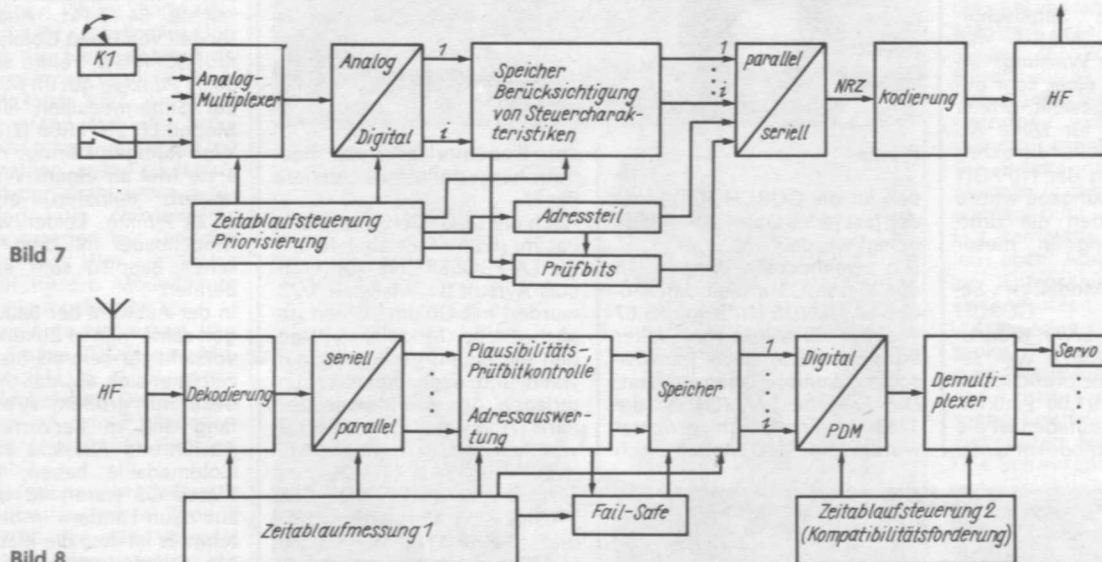 K1
Analog-
Multiplexer
Analog
Digital
1
i
Speicher
Berücksichtigung
von Steuercharak-
teristiken
1
i
parallel
seriell
NRZ
Kodierung
HF
Zeitablaufsteuerung
Priorisierung
Adressteil
Prüfbits
Bild 7
HF
Dekodierung
seriell
parallel
Plausibilitäts-,
Prüfbitkontrolle
Adressauswer-
tung
Speicher
1
i
Digital
PDM
Demulti-
plexer
Servo
Zeitablaufmessung 1
Fail-Safe
Zeitablaufsteuerung 2
(Kompatibilitätsforderung)
Bild 8